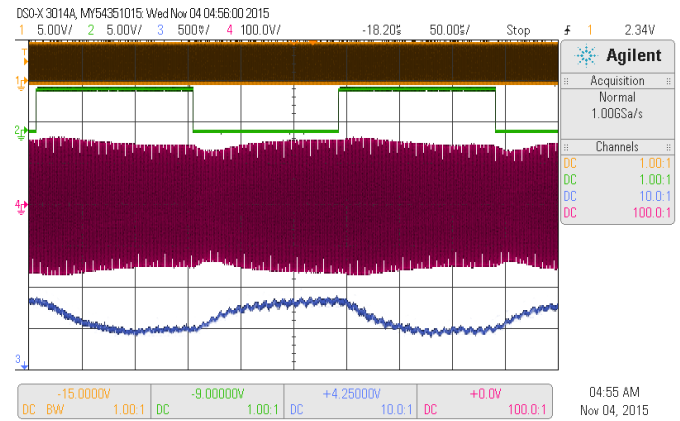 DSO-X 3014A, MY54351015: Wed Nov 04 04:56:00 2015
1 5.00V/ 2 5.00V/ 3 500mV/ 4 100.0V/ -18.20s 50.00s/ Stop 1 2.34V
Agilent
T
Acquisition
1
Normal
1.00GSa/s
2
Channels
DC 1.00:1
DC 1.00:1
DC 10.0:1
4
DC 100.0:1
3
-15.0000V -9.00000V +4.25000V +0.0V
DC BW 1.00:1 DC 1.00:1 DC 10.0:1 DC 100.0:1
04:55 AM
Nov 04, 2015